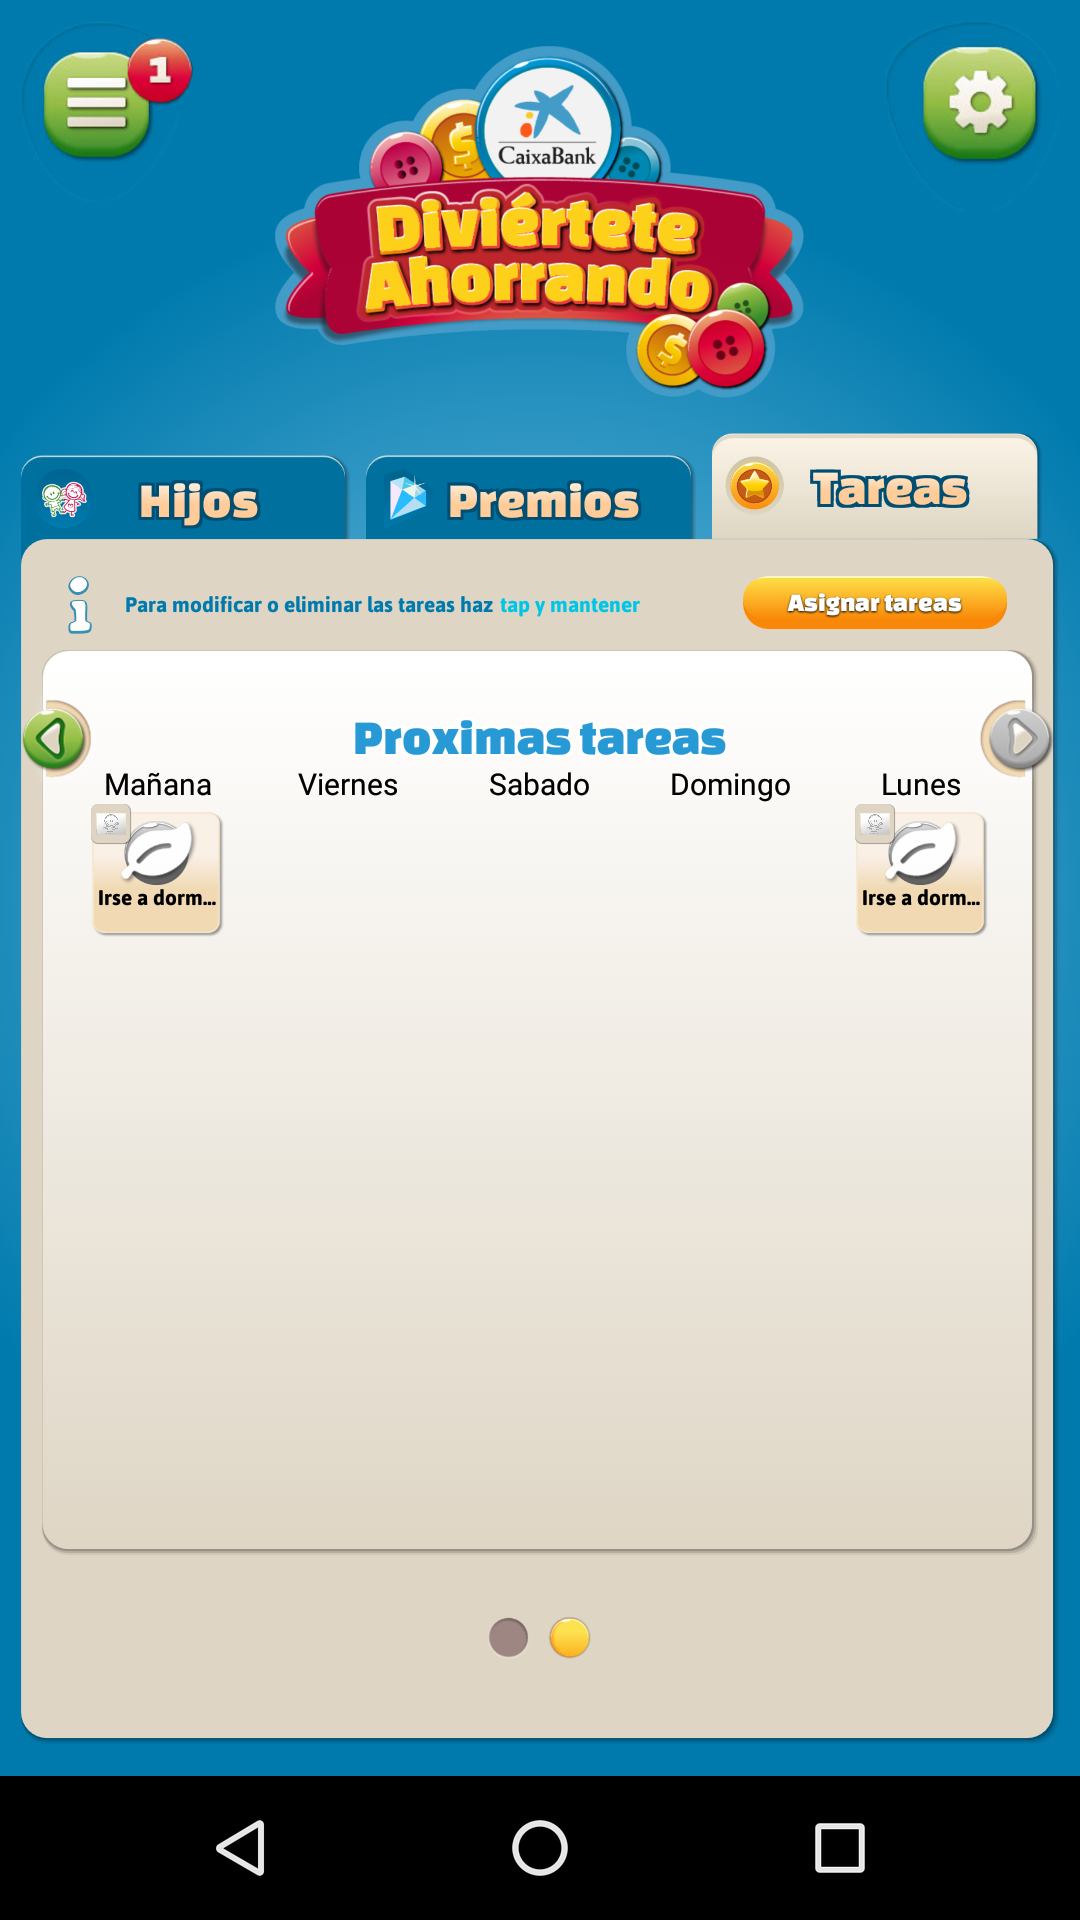 1
CaixaBank
Diviértete
Ahorrando
Hijos
Premios
Tareas
Para modificar o eliminar las tareas haz tap y mantener
Asignar tareas
Proximas tareas
Mañana Viernes Sabado Domingo Lunes
Irse a dorm... Irse a dorm...